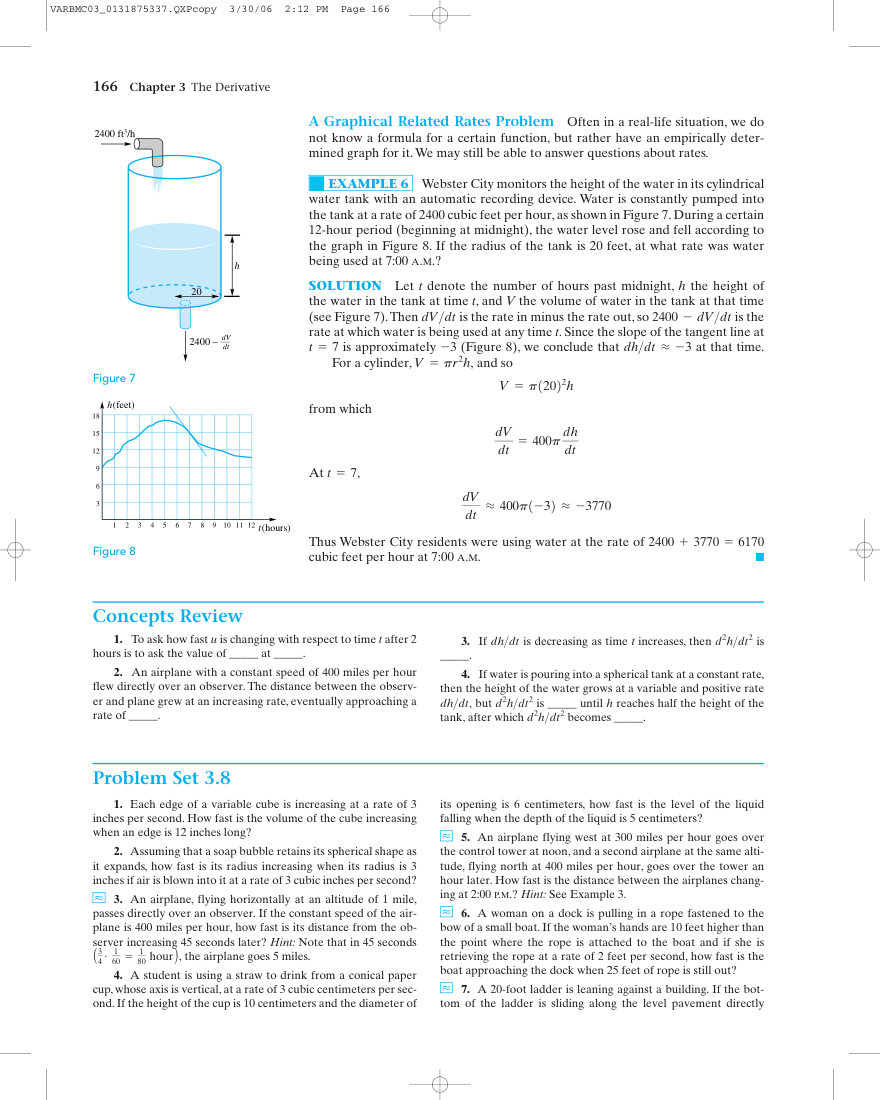 VARBMC03_0131875337.QXPcopy 3/30/06 2:12 PM Page 166
166 Chapter 3 The Derivative
2400 ft³/h
h
20
2400 – dV/dt
Figure 7
h(feet)
18
15
12
9
6
3
1 2 3 4 5 6 7 8 9 10 11 12 t(hours)
Figure 8
A Graphical Related Rates Problem Often in a real-life situation, we do
not know a formula for a certain function, but rather have an empirically deter-
mined graph for it. We may still be able to answer questions about rates.
EXAMPLE 6 Webster City monitors the height of the water in its cylindrical
water tank with an automatic recording device. Water is constantly pumped into
the tank at a rate of 2400 cubic feet per hour, as shown in Figure 7. During a certain
12-hour period (beginning at midnight), the water level rose and fell according to
the graph in Figure 8. If the radius of the tank is 20 feet, at what rate was water
being used at 7:00 A.M.?
SOLUTION Let t denote the number of hours past midnight, h the height of
the water in the tank at time t, and V the volume of water in the tank at that time
(see Figure 7). Then dV/dt is the rate in minus the rate out, so 2400 − dV/dt is the
rate at which water is being used at any time t. Since the slope of the tangent line at
t = 7 is approximately −3 (Figure 8), we conclude that dh/dt ≈ −3 at that time.
For a cylinder, V = πr²h, and so
V = π(20)²h
from which
dV/dt = 400π dh/dt
At t = 7,
dV/dt ≈ 400π(−3) ≈ −3770
Thus Webster City residents were using water at the rate of 2400 + 3770 = 6170
cubic feet per hour at 7:00 A.M.
Concepts Review
1. To ask how fast u is changing with respect to time t after 2
hours is to ask the value of _____ at _____.
2. An airplane with a constant speed of 400 miles per hour
flew directly over an observer. The distance between the observ-
er and plane grew at an increasing rate, eventually approaching a
rate of _____.
3. If dh/dt is decreasing as time t increases, then d²h/dt² is
_____.
4. If water is pouring into a spherical tank at a constant rate,
then the height of the water grows at a variable and positive rate
dh/dt, but d²h/dt² is _____ until h reaches half the height of the
tank, after which d²h/dt² becomes _____.
Problem Set 3.8
1. Each edge of a variable cube is increasing at a rate of 3
inches per second. How fast is the volume of the cube increasing
when an edge is 12 inches long?
2. Assuming that a soap bubble retains its spherical shape as
it expands, how fast is its radius increasing when its radius is 3
inches if air is blown into it at a rate of 3 cubic inches per second?
≈ 3. An airplane, flying horizontally at an altitude of 1 mile,
passes directly over an observer. If the constant speed of the air-
plane is 400 miles per hour, how fast is its distance from the ob-
server increasing 45 seconds later? Hint: Note that in 45 seconds
(3/4 · 1/60 = 1/80 hour), the airplane goes 5 miles.
4. A student is using a straw to drink from a conical paper
cup, whose axis is vertical, at a rate of 3 cubic centimeters per sec-
ond. If the height of the cup is 10 centimeters and the diameter of
its opening is 6 centimeters, how fast is the level of the liquid
falling when the depth of the liquid is 5 centimeters?
≈ 5. An airplane flying west at 300 miles per hour goes over
the control tower at noon, and a second airplane at the same alti-
tude, flying north at 400 miles per hour, goes over the tower an
hour later. How fast is the distance between the airplanes chang-
ing at 2:00 P.M.? Hint: See Example 3.
≈ 6. A woman on a dock is pulling in a rope fastened to the
bow of a small boat. If the woman's hands are 10 feet higher than
the point where the rope is attached to the boat and if she is
retrieving the rope at a rate of 2 feet per second, how fast is the
boat approaching the dock when 25 feet of rope is still out?
≈ 7. A 20-foot ladder is leaning against a building. If the bot-
tom of the ladder is sliding along the level pavement directly